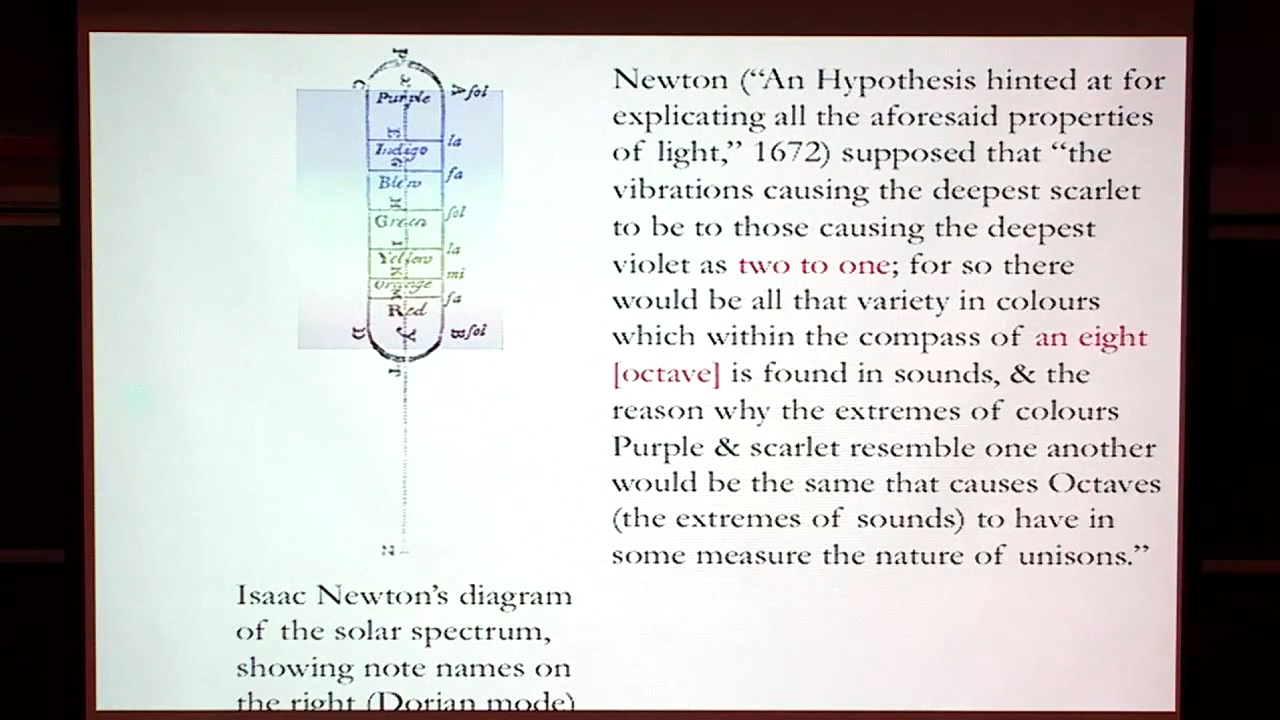 P
C
A sol
Purple
E
la
Indigo
G
fa
Blew
H
sol
Green
I
la
Yellow
K
mi
Orange
M
fa
Red
D
Y
B sol
T
N
Isaac Newton's diagram
of the solar spectrum,
showing note names on
the right (Dorian mode)
Newton (“An Hypothesis hinted at for
explicating all the aforesaid properties
of light,” 1672) supposed that “the
vibrations causing the deepest scarlet
to be to those causing the deepest
violet as two to one; for so there
would be all that variety in colours
which within the compass of an eight
[octave] is found in sounds, & the
reason why the extremes of colours
Purple & scarlet resemble one another
would be the same that causes Octaves
(the extremes of sounds) to have in
some measure the nature of unisons.”